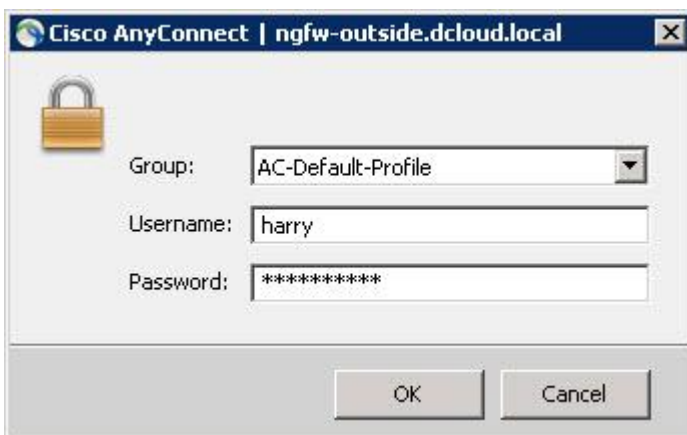 Cisco AnyConnect | ngfw-outside.dcloud.local
Group: AC-Default-Profile
Username: harry
Password: **********
OK Cancel